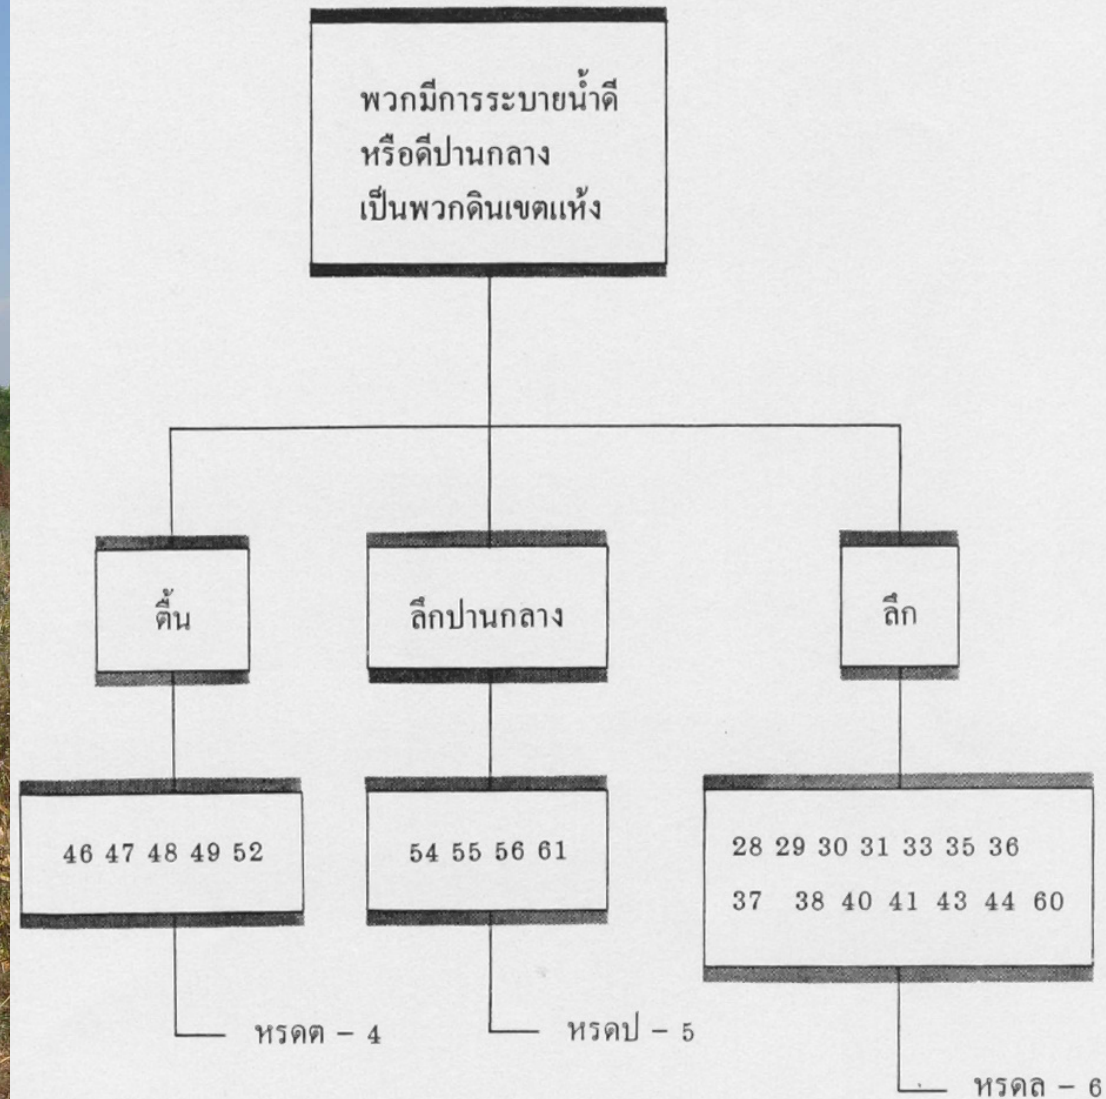 พวกมีการระบายน้ำดี
หรือดีปานกลาง
เป็นพวกดินเขตแห้ง
ตื้น
ลึกปานกลาง
ลึก
46 47 48 49 52
54 55 56 61
28 29 30 31 33 35 36
37 38 40 41 43 44 60
หรดต - 4
หรดป - 5
หรดล - 6